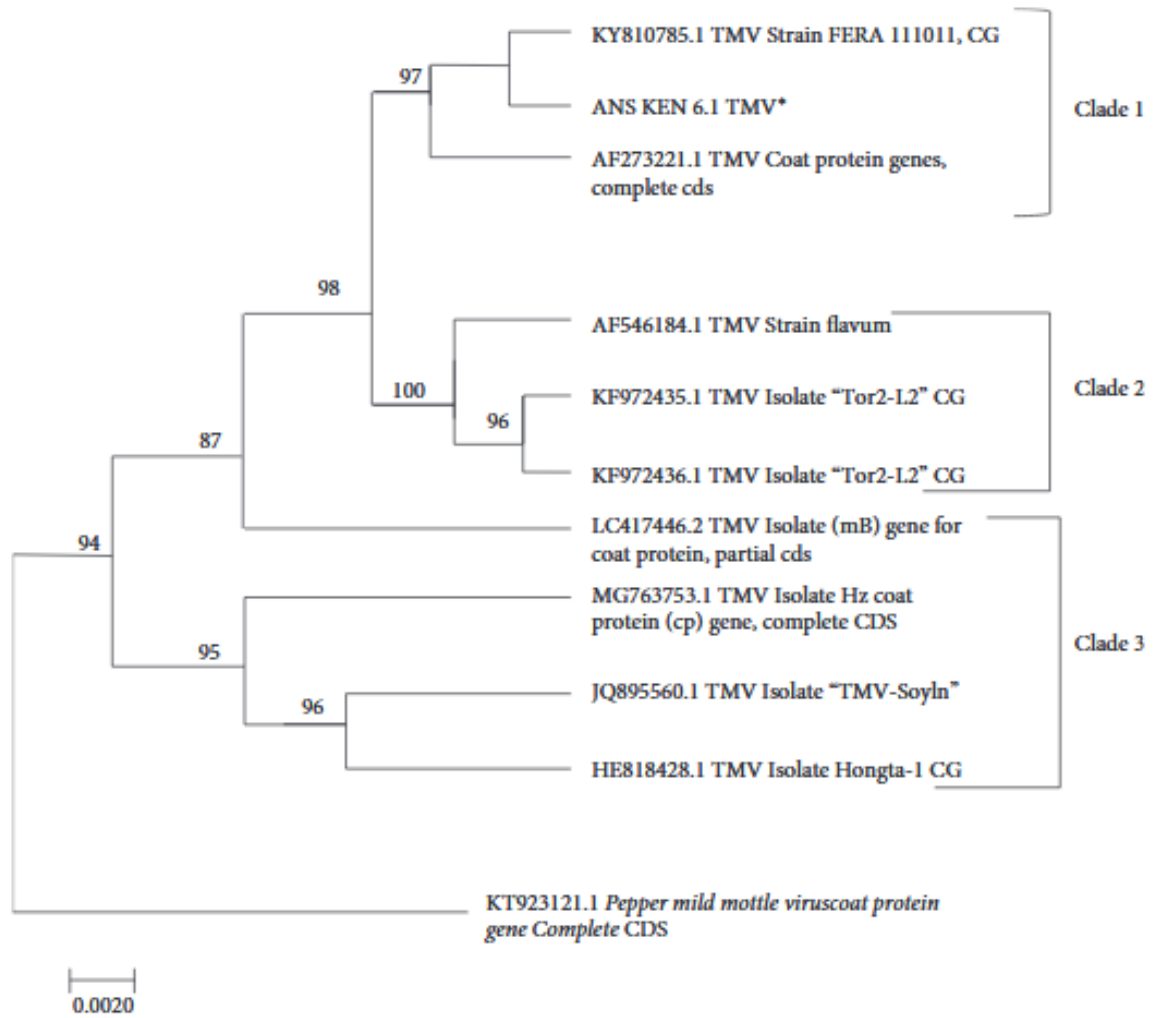 KY810785.1 TMV Strain FERA 111011, CG
97
ANS KEN 6.1 TMV*
Clade 1
AF273221.1 TMV Coat protein genes,
complete cds
98
AF546184.1 TMV Strain flavum
100
KF972435.1 TMV Isolate “Tor2-L2” CG
Clade 2
96
87
KF972436.1 TMV Isolate “Tor2-L2” CG
LC417446.2 TMV Isolate (mB) gene for
coat protein, partial cds
94
MG763753.1 TMV Isolate Hz coat
protein (cp) gene, complete CDS
Clade 3
95
JQ895560.1 TMV Isolate “TMV-Soyln”
96
HE818428.1 TMV Isolate Hongta-1 CG
KT923121.1 Pepper mild mottle viruscoat protein
gene Complete CDS
0.0020